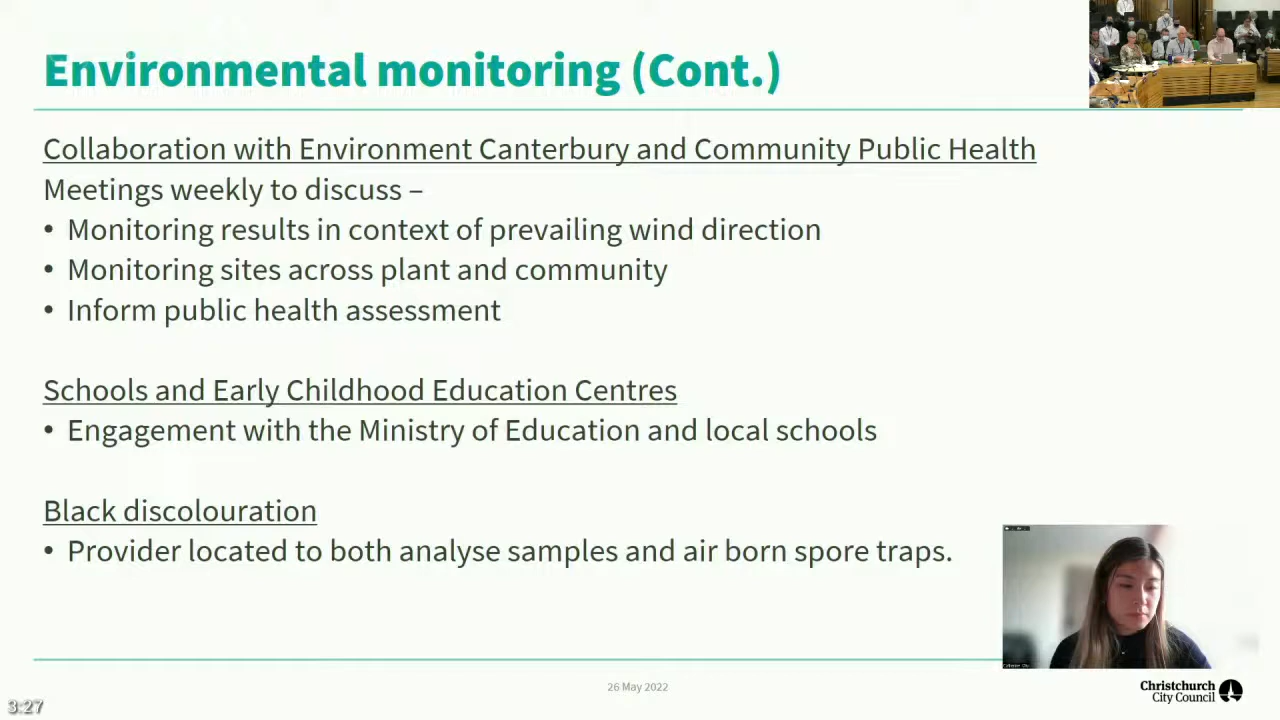 Environmental monitoring (Cont.)
Collaboration with Environment Canterbury and Community Public Health
Meetings weekly to discuss –
• Monitoring results in context of prevailing wind direction
• Monitoring sites across plant and community
• Inform public health assessment
Schools and Early Childhood Education Centres
• Engagement with the Ministry of Education and local schools
Black discolouration
• Provider located to both analyse samples and air born spore traps.
26 May 2022
Christchurch
City Council
3:27